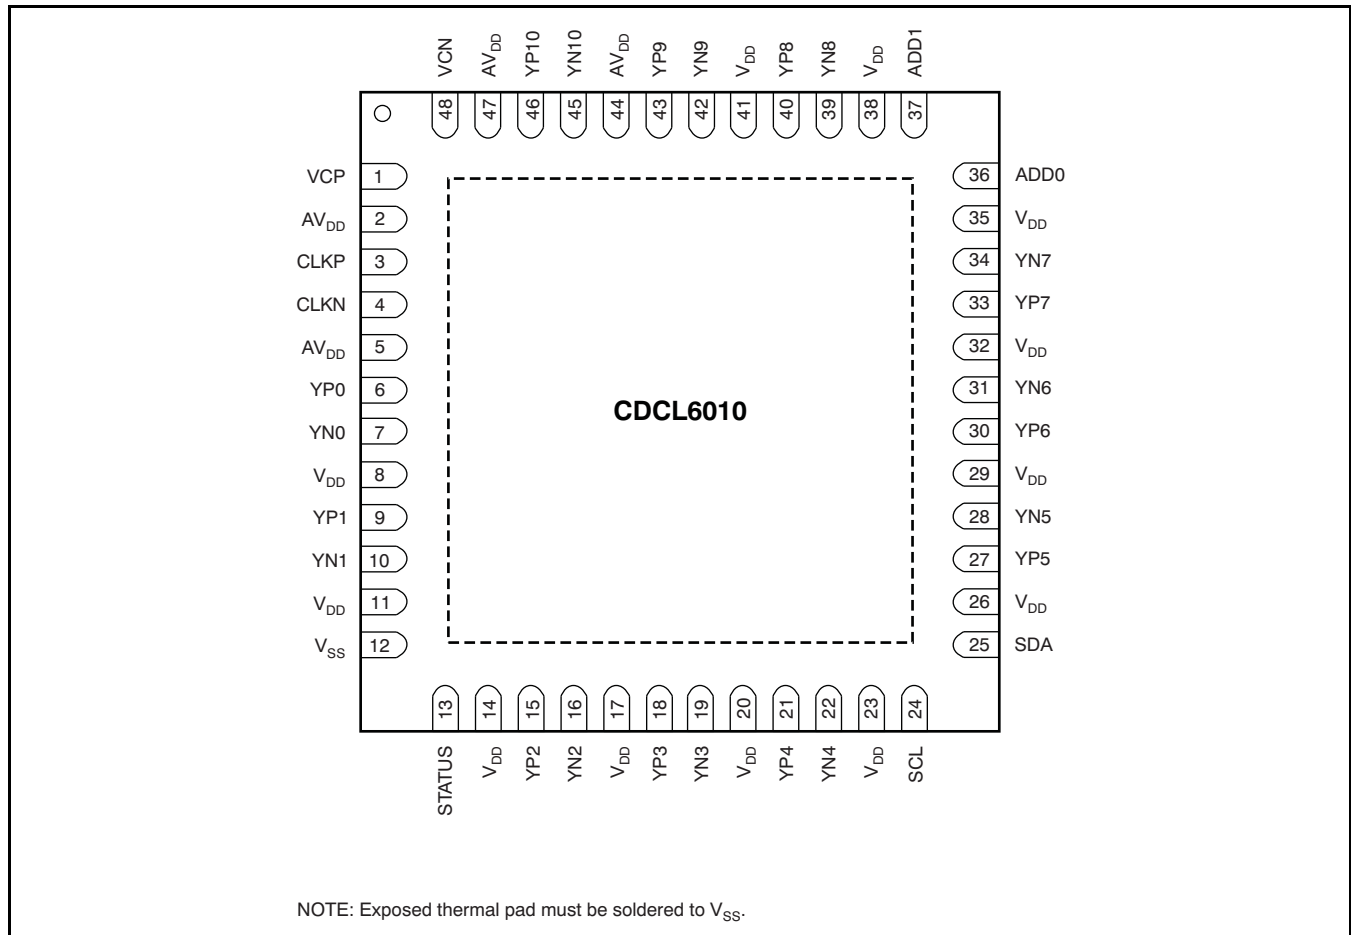 VCN AVDD YP10 YN10 AVDD YP9 YN9 VDD YP8 YN8 VDD ADD1
48 47 46 45 44 43 42 41 40 39 38 37
VCP 1 36 ADD0
AVDD 2 35 VDD
CLKP 3 34 YN7
CLKN 4 33 YP7
AVDD 5 32 VDD
YP0 6 31 YN6
CDCL6010
YN0 7 30 YP6
VDD 8 29 VDD
YP1 9 28 YN5
YN1 10 27 YP5
VDD 11 26 VDD
VSS 12 25 SDA
13 14 15 16 17 18 19 20 21 22 23 24
STATUS VDD YP2 YN2 VDD YP3 YN3 VDD YP4 YN4 VDD SCL
NOTE: Exposed thermal pad must be soldered to VSS.